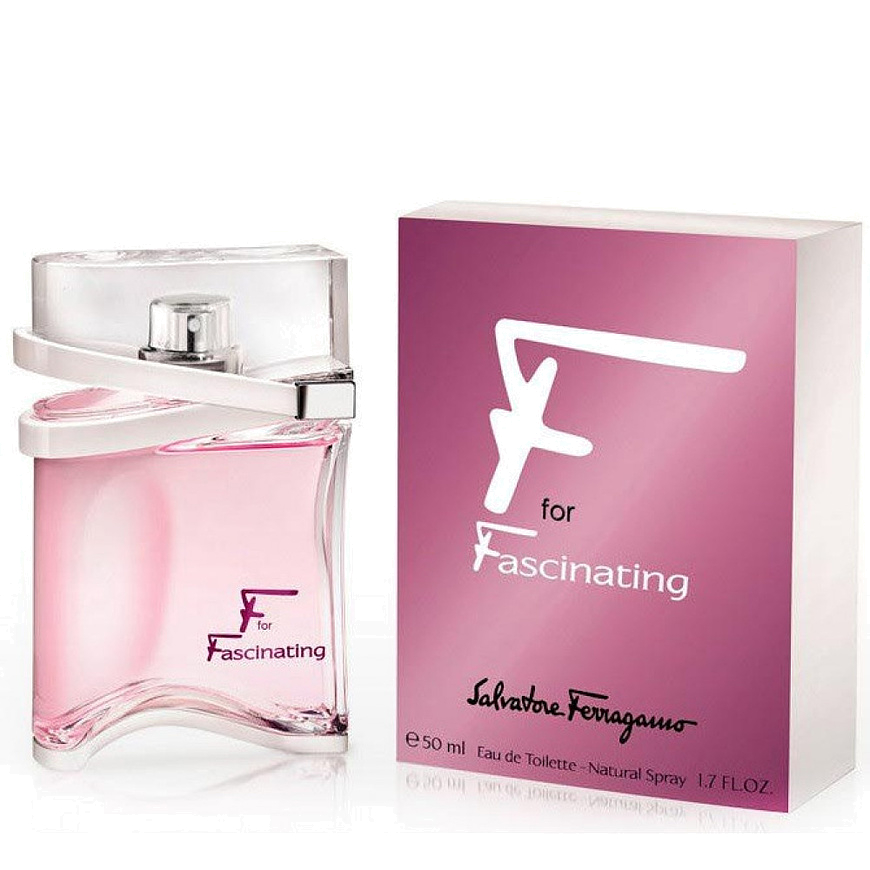 F
for
Fascinating
F
for
Fascinating
Salvatore Ferragamo
e 50 ml Eau de Toilette - Natural Spray 1.7 FL.OZ.